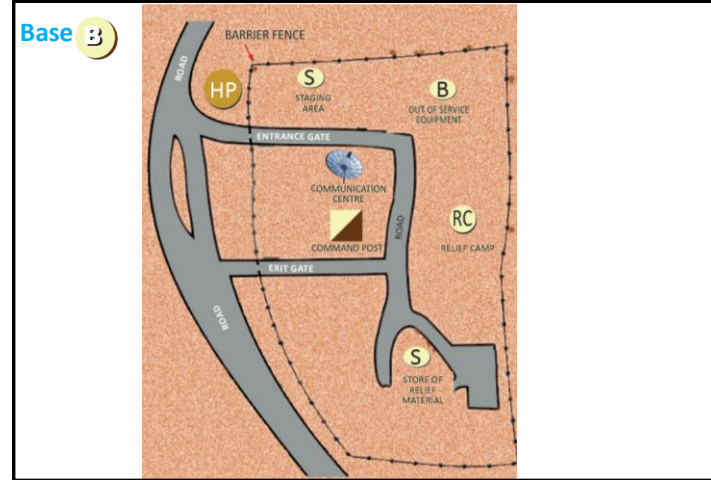 Base B
BARRIER FENCE
ROAD
HP
S
STAGING
AREA
B
OUT OF SERVICE
EQUIPMENT
ENTRANCE GATE
COMMUNICATION
CENTRE
COMMAND POST
ROAD
RC
RELIEF CAMP
EXIT GATE
ROAD
S
STORE OF
RELIEF
MATERIAL